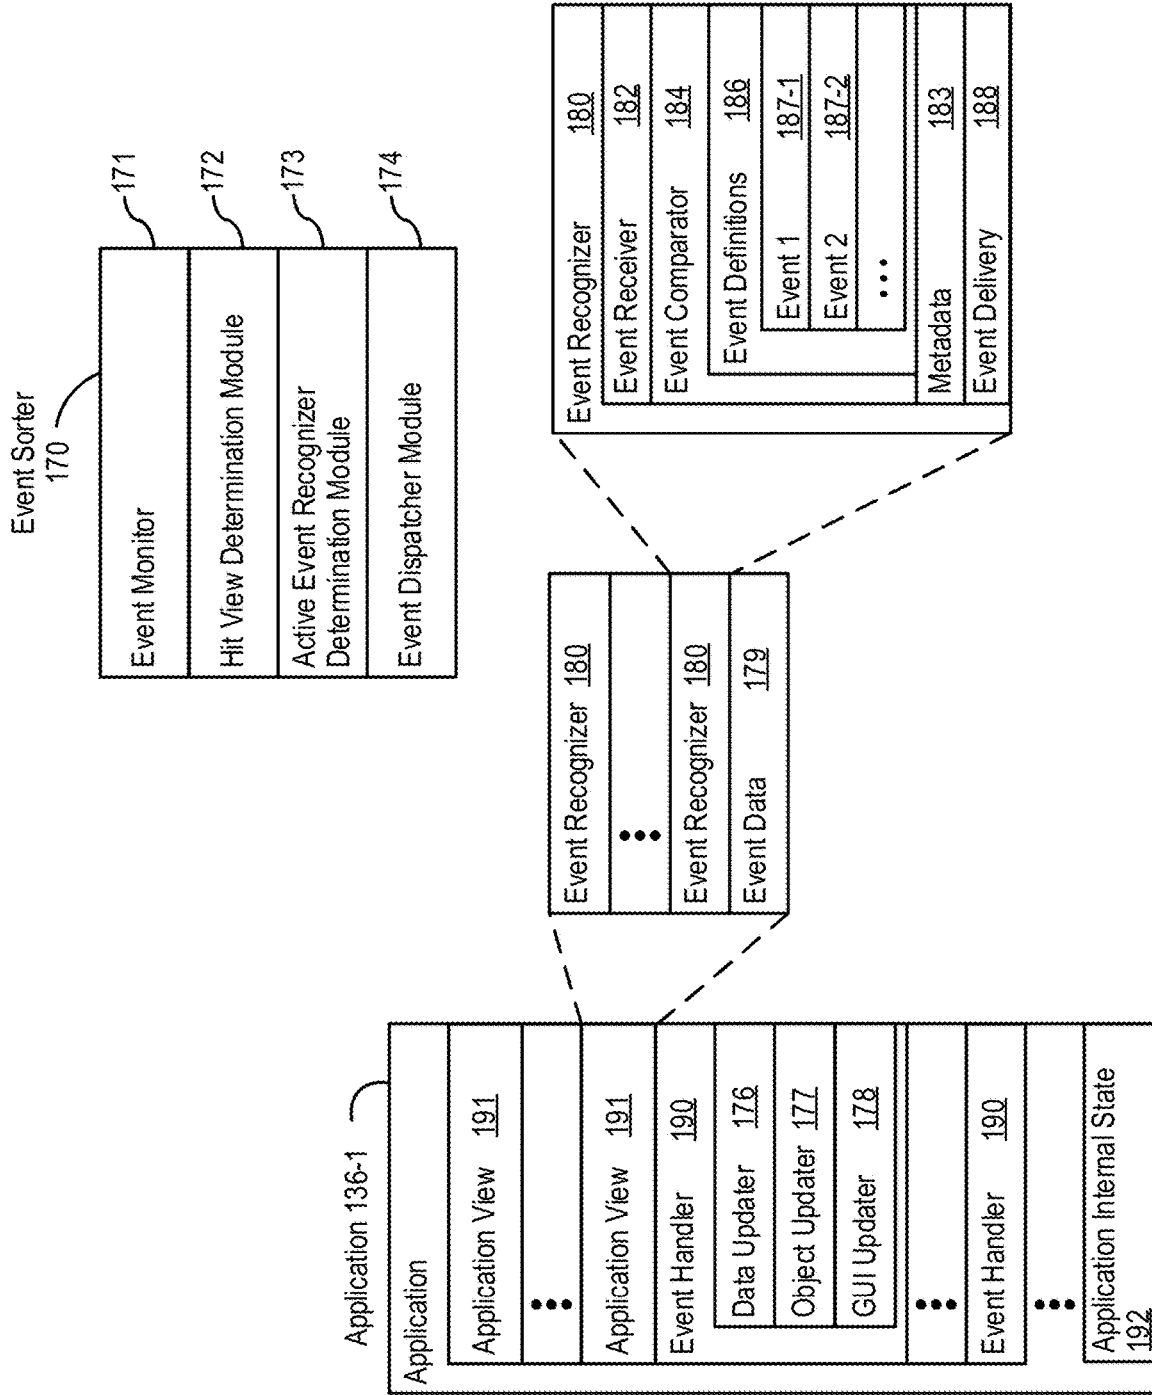 Event Sorter
170
Event Monitor
171
Hit View Determination Module
172
Active Event Recognizer
Determination Module
173
Event Dispatcher Module
174
Application 136-1
Application
Application View 191
•••
Application View 191
Event Handler 190
Data Updater 176
Object Updater 177
GUI Updater 178
•••
Event Handler 190
•••
Application Internal State
192
Event Recognizer 180
•••
Event Recognizer 180
Event Data 179
Event Recognizer 180
Event Receiver 182
Event Comparator 184
Event Definitions 186
Event 1 187-1
Event 2 187-2
•••
Metadata 183
Event Delivery 188